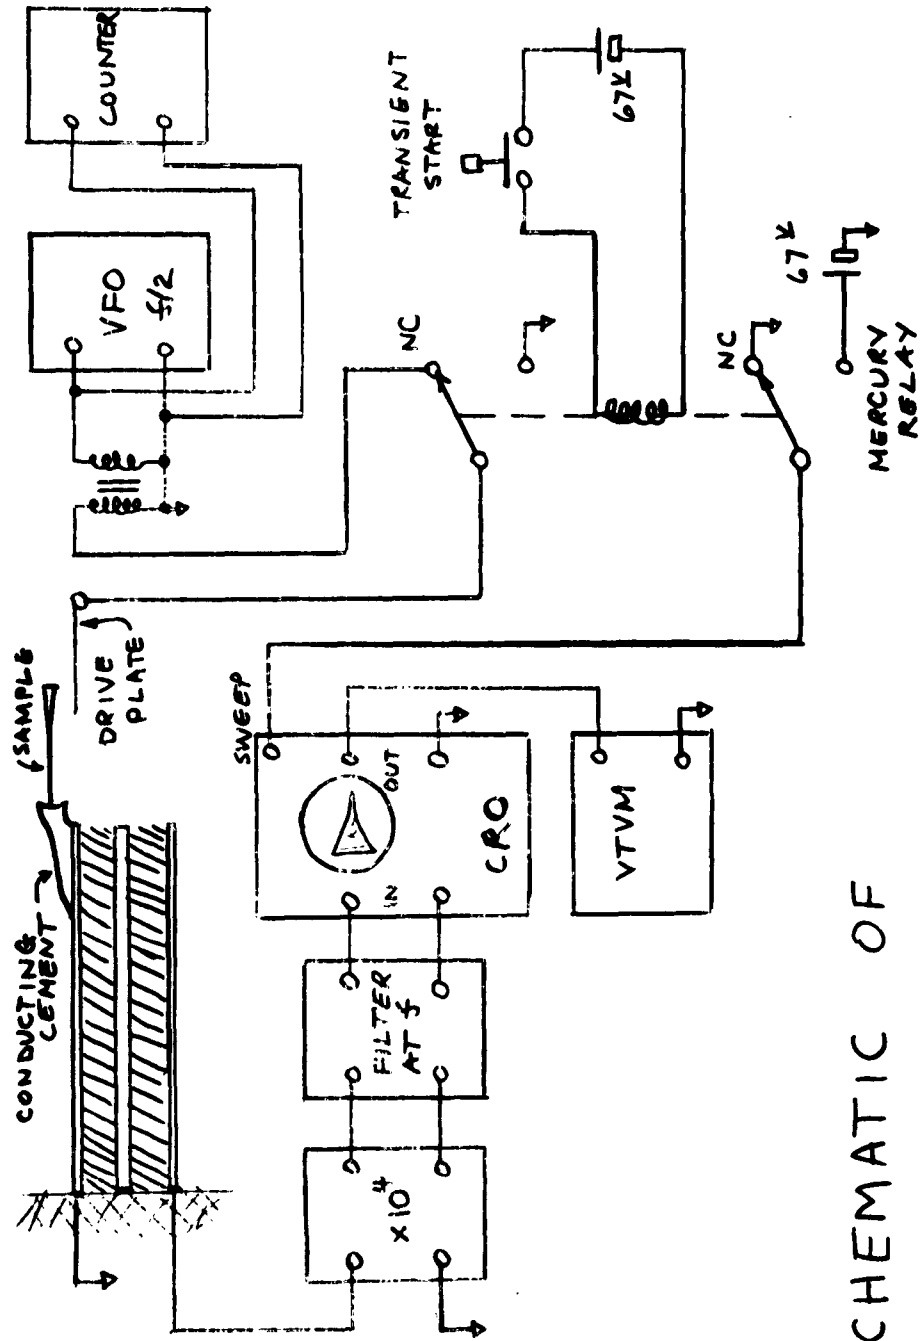 CONDUCTING
CEMENT
SAMPLE
DRIVE
PLATE
VFO
f/2
COUNTER
X10⁴
FILTER
AT f
IN
OUT
SWEEP
CRO
VTVM
NC
TRANSIENT
START
67V
NC
67V
MERCURY
RELAY
CHEMATIC OF